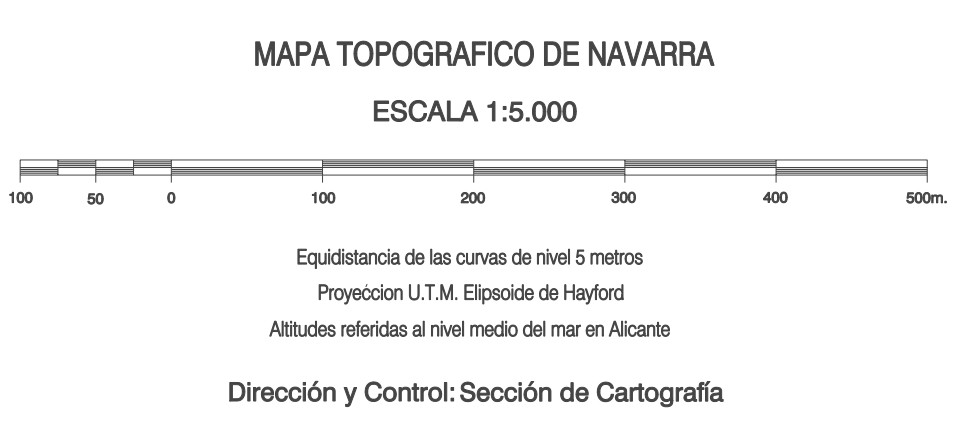 MAPA TOPOGRAFICO DE NAVARRA
ESCALA 1:5.000
100 50 0 100 200 300 400 500m.
Equidistancia de las curvas de nivel 5 metros
Proyeċcion U.T.M. Elipsoide de Hayford
Altitudes referidas al nivel medio del mar en Alicante
Dirección y Control: Sección de Cartografía